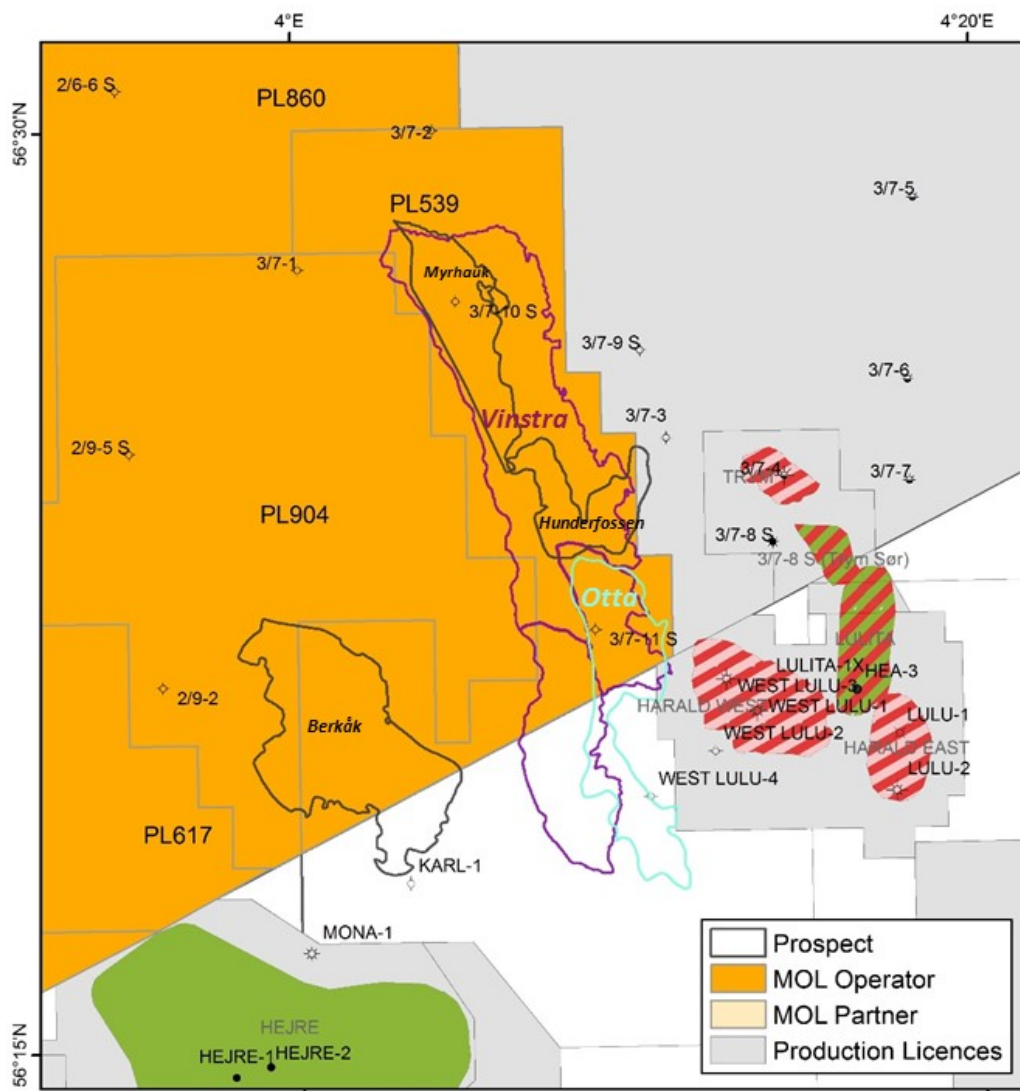 4°E
4°20'E
2/6-6 S
PL860
56°30'N
3/7-2
3/7-5
PL539
3/7-1
Myrhauk
3/7-10 S
3/7-9 S
3/7-6
Vinstra
3/7-3
2/9-5 S
3/7-4
TRYM
3/7-7
PL904
Hunderfossen
3/7-8 S
3/7-8 S (Trym Sør)
Otta
3/7-11 S
LULITA
LULITA-1X
HEA-3
WEST LULU-3
2/9-2
HARALD WEST
WEST LULU-1
Berkåk
WEST LULU-2
LULU-1
HARALD EAST
WEST LULU-4
LULU-2
PL617
KARL-1
MONA-1
Prospect
MOL Operator
MOL Partner
Production Licences
HEJRE
HEJRE-1
HEJRE-2
56°15'N